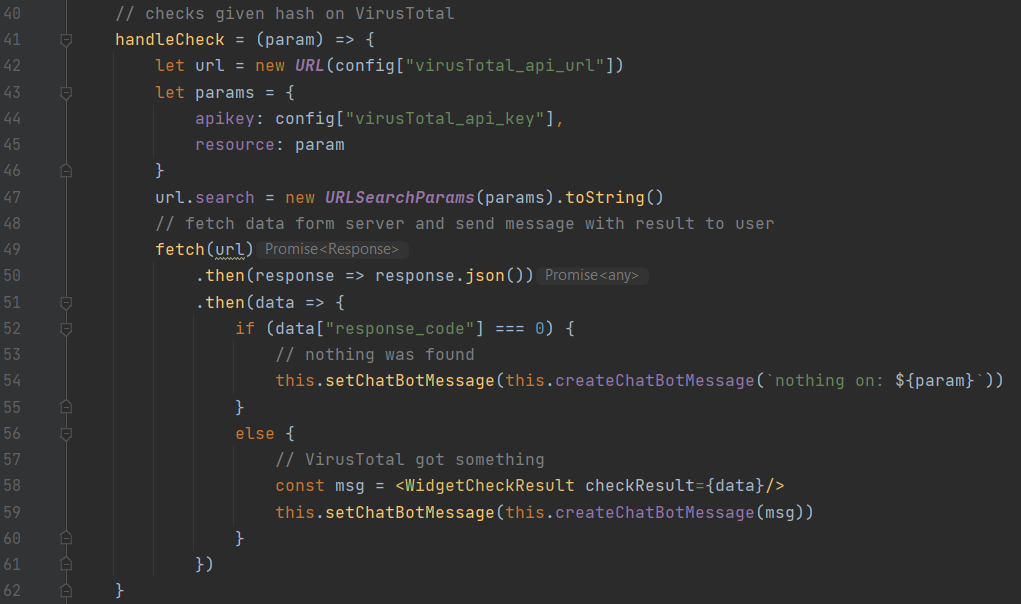 40 // checks given hash on VirusTotal
41 handleCheck = (param) => {
42 let url = new URL(config["virusTotal_api_url"])
43 let params = {
44 apikey: config["virusTotal_api_key"],
45 resource: param
46 }
47 url.search = new URLSearchParams(params).toString()
48 // fetch data form server and send message with result to user
49 fetch(url) Promise<Response>
50 .then(response => response.json()) Promise<any>
51 .then(data => {
52 if (data["response_code"] === 0) {
53 // nothing was found
54 this.setChatBotMessage(this.createChatBotMessage(`nothing on: ${param}`))
55 }
56 else {
57 // VirusTotal got something
58 const msg = <WidgetCheckResult checkResult={data}/>
59 this.setChatBotMessage(this.createChatBotMessage(msg))
60 }
61 })
62 }